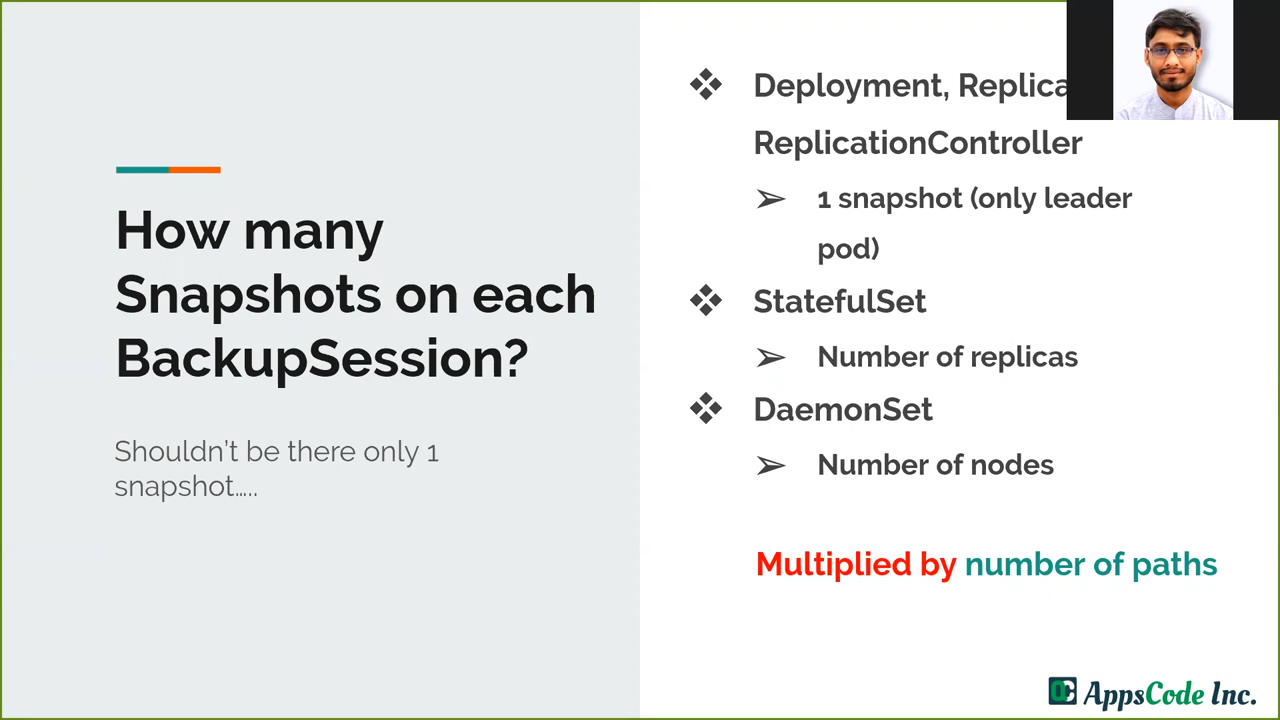 How many
Snapshots on each
BackupSession?
Shouldn't be there only 1
snapshot…..
❖ Deployment,
ReplicationController
➢ 1 snapshot (only leader
pod)
❖ StatefulSet
➢ Number of replicas
❖ DaemonSet
➢ Number of nodes
Multiplied by number of paths
AppsCode Inc.